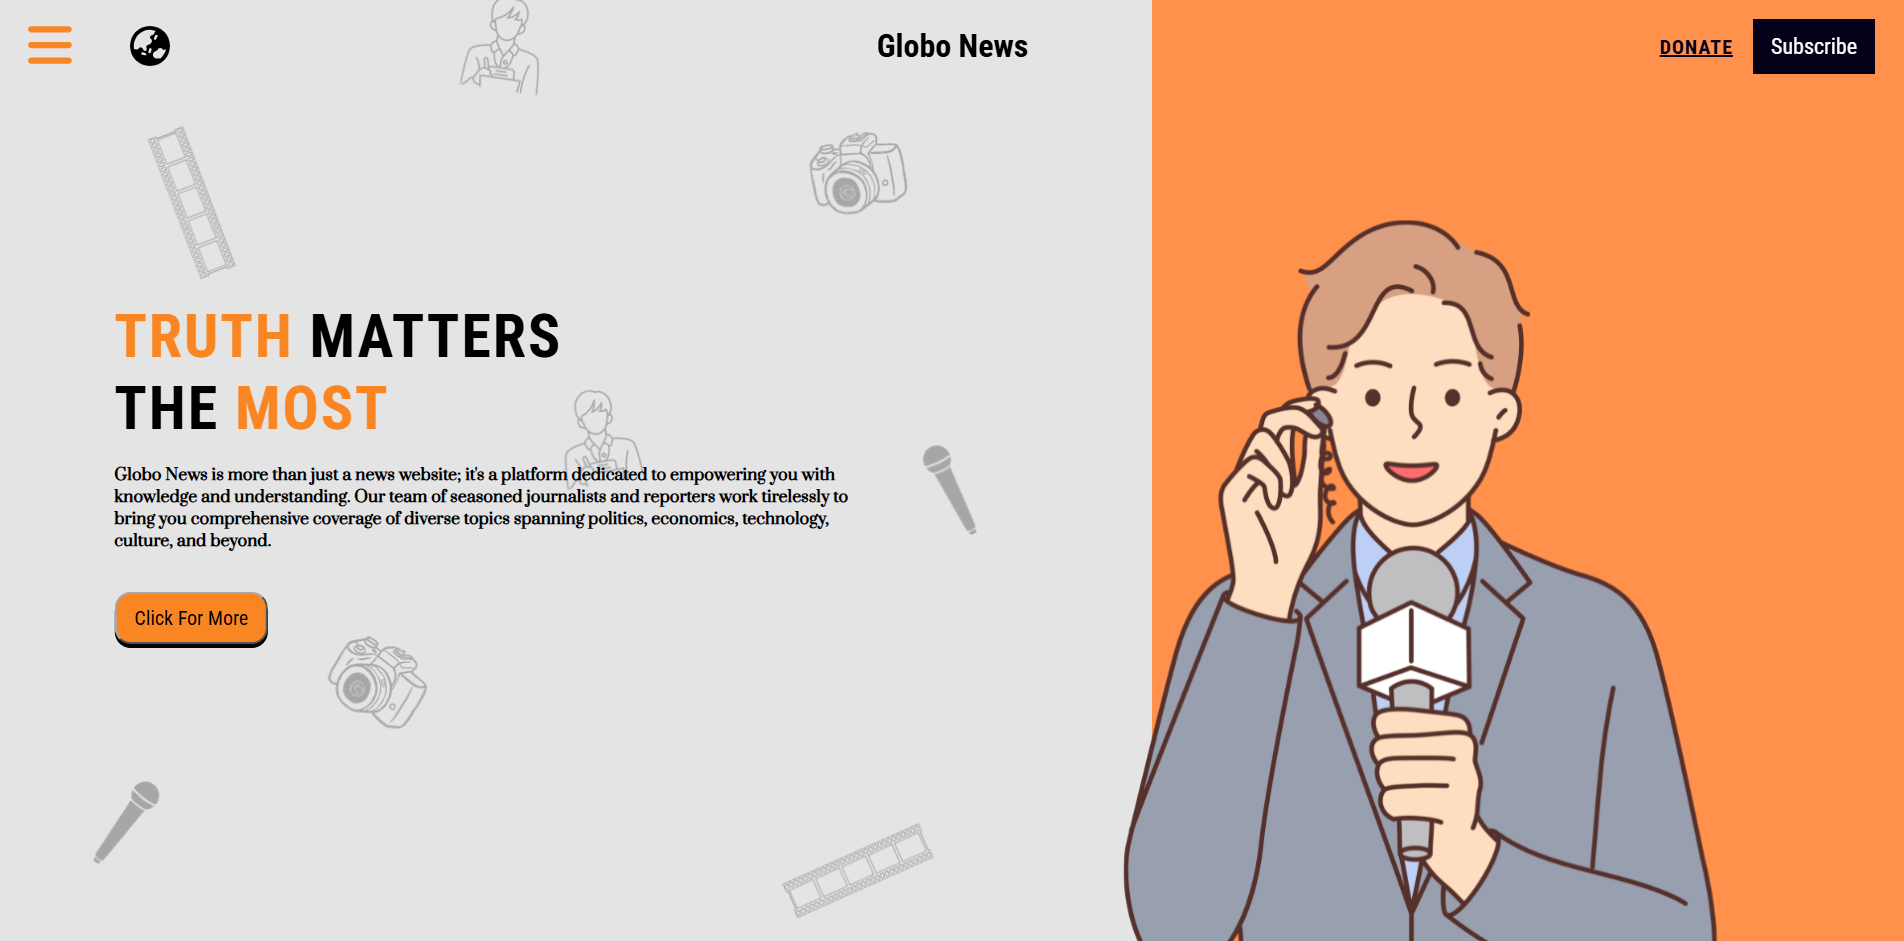 Globo News
DONATE
Subscribe
TRUTH MATTERS
THE MOST
Globo News is more than just a news website; it's a platform dedicated to empowering you with
knowledge and understanding. Our team of seasoned journalists and reporters work tirelessly to
bring you comprehensive coverage of diverse topics spanning politics, economics, technology,
culture, and beyond.
Click For More